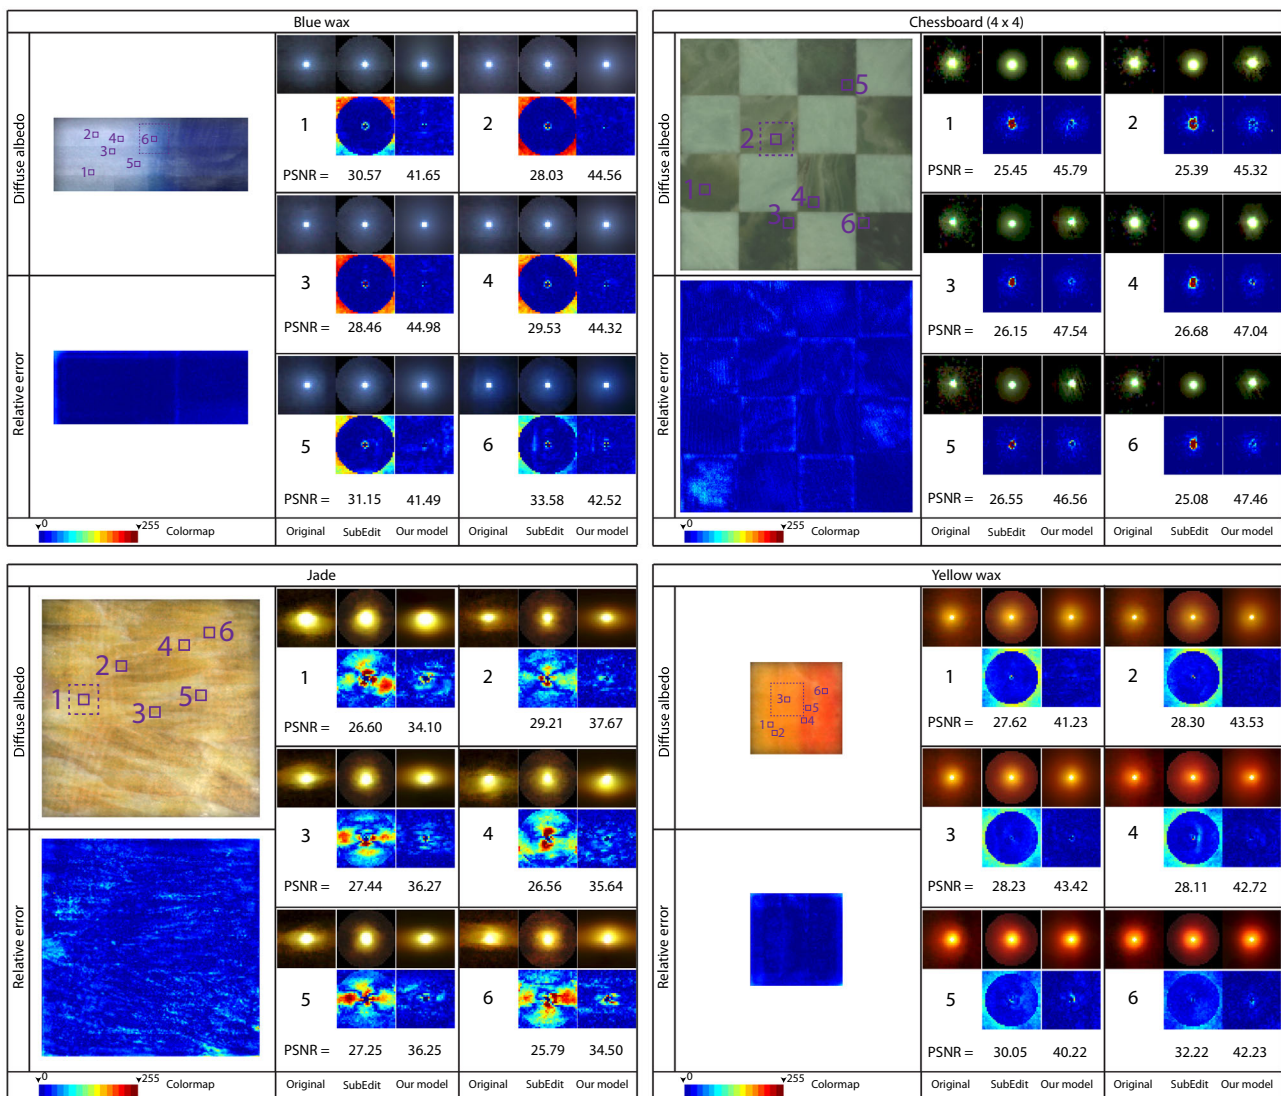 Blue wax
Diffuse albedo
1
2
3
4
5
6
1
2
PSNR = 30.57 41.65 28.03 44.56
3
4
PSNR = 28.46 44.98 29.53 44.32
Relative error
5
6
PSNR = 31.15 41.49 33.58 42.52
0 255 Colormap Original SubEdit Our model Original SubEdit Our model
Chessboard (4 x 4)
Diffuse albedo
5
2
1
4
3
6
1
2
PSNR = 25.45 45.79 25.39 45.32
3
4
PSNR = 26.15 47.54 26.68 47.04
Relative error
5
6
PSNR = 26.55 46.56 25.08 47.46
0 255 Colormap Original SubEdit Our model Original SubEdit Our model
Jade
Diffuse albedo
6
4
2
1
5
3
1
2
PSNR = 26.60 34.10 29.21 37.67
3
4
PSNR = 27.44 36.27 26.56 35.64
Relative error
5
6
PSNR = 27.25 36.25 25.79 34.50
0 255 Colormap Original SubEdit Our model Original SubEdit Our model
Yellow wax
Diffuse albedo
6
3
5
4
1
2
1
2
PSNR = 27.62 41.23 28.30 43.53
3
4
PSNR = 28.23 43.42 28.11 42.72
Relative error
5
6
PSNR = 30.05 40.22 32.22 42.23
0 255 Colormap Original SubEdit Our model Original SubEdit Our model